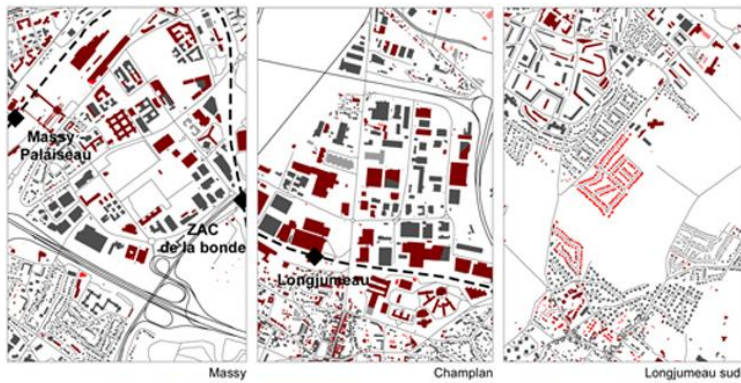 Massy
Palaiseau
ZAC
de la bonde
Longjumeau
Massy
Champlan
Longjumeau sud